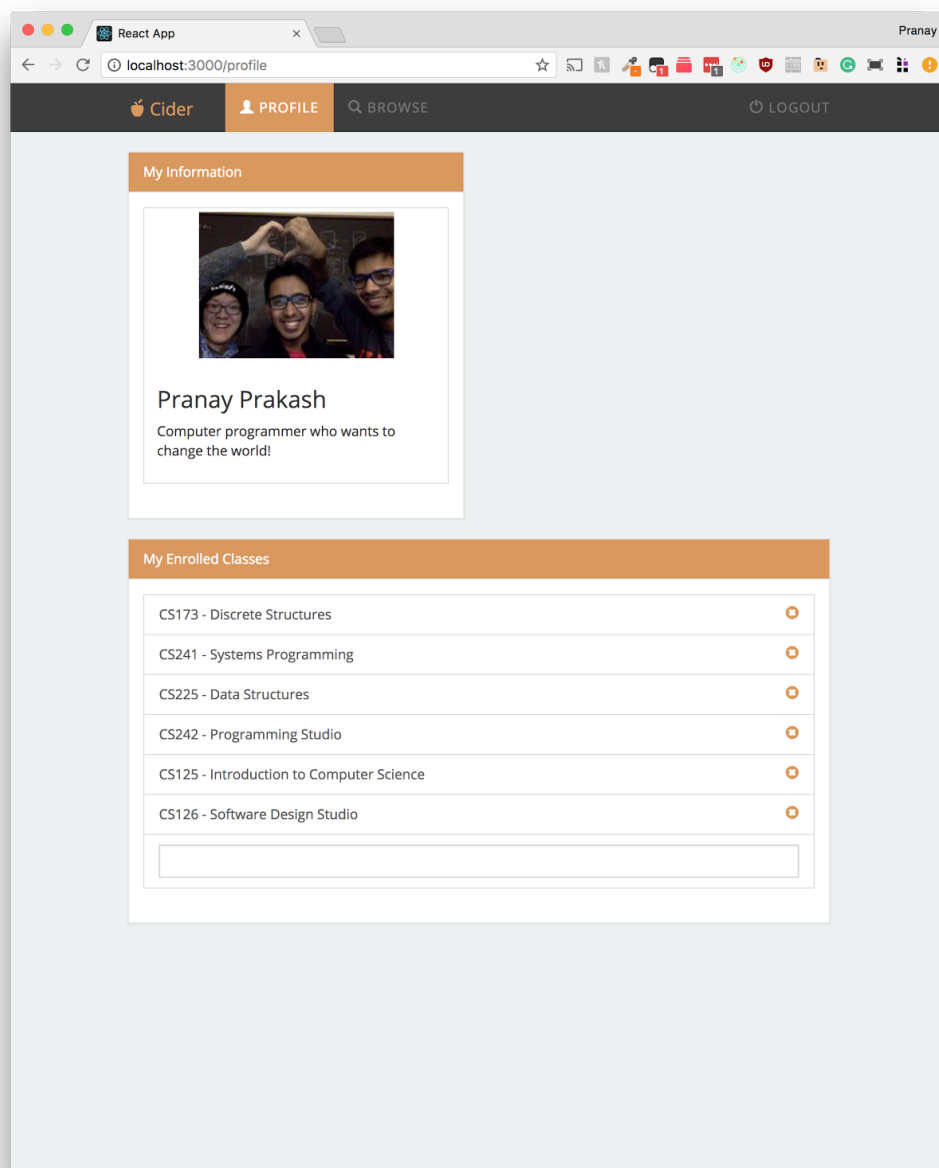 React App
Pranay
localhost:3000/profile
Cider
PROFILE
BROWSE
LOGOUT
My Information
Pranay Prakash
Computer programmer who wants to
change the world!
My Enrolled Classes
CS173 - Discrete Structures
CS241 - Systems Programming
CS225 - Data Structures
CS242 - Programming Studio
CS125 - Introduction to Computer Science
CS126 - Software Design Studio